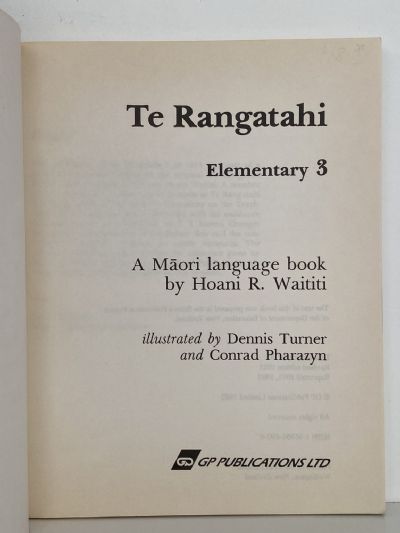 Te Rangatahi
Elementary 3
A Māori language book
by Hoani R. Waititi
illustrated by Dennis Turner
and Conrad Pharazyn
GP PUBLICATIONS LTD